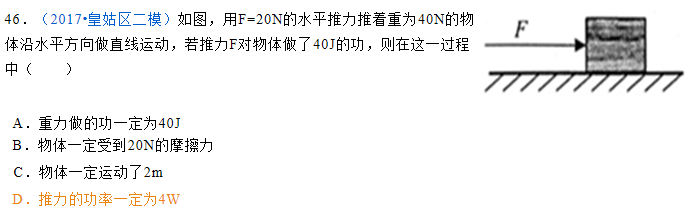 46．（2017•皇姑区二模）如图，用F=20N的水平推力推着重为40N的物
体沿水平方向做直线运动，若推力F对物体做了40J的功，则在这一过程
中（　　）
F
A．重力做的功一定为40J
B．物体一定受到20N的摩擦力
C．物体一定运动了2m
D．推力的功率一定为4W